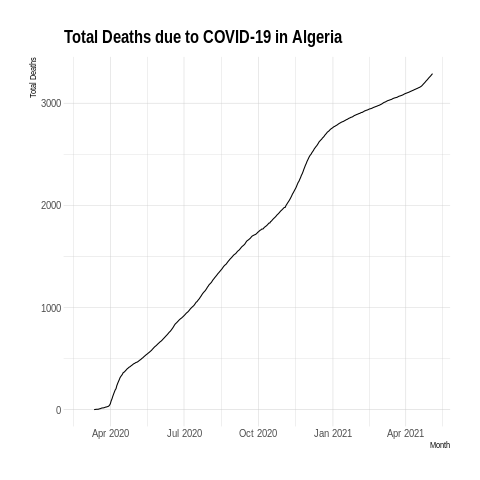 Total Deaths due to COVID-19 in Algeria
Total Deaths
3000
2000
1000
0
Apr 2020 Jul 2020 Oct 2020 Jan 2021 Apr 2021
Month